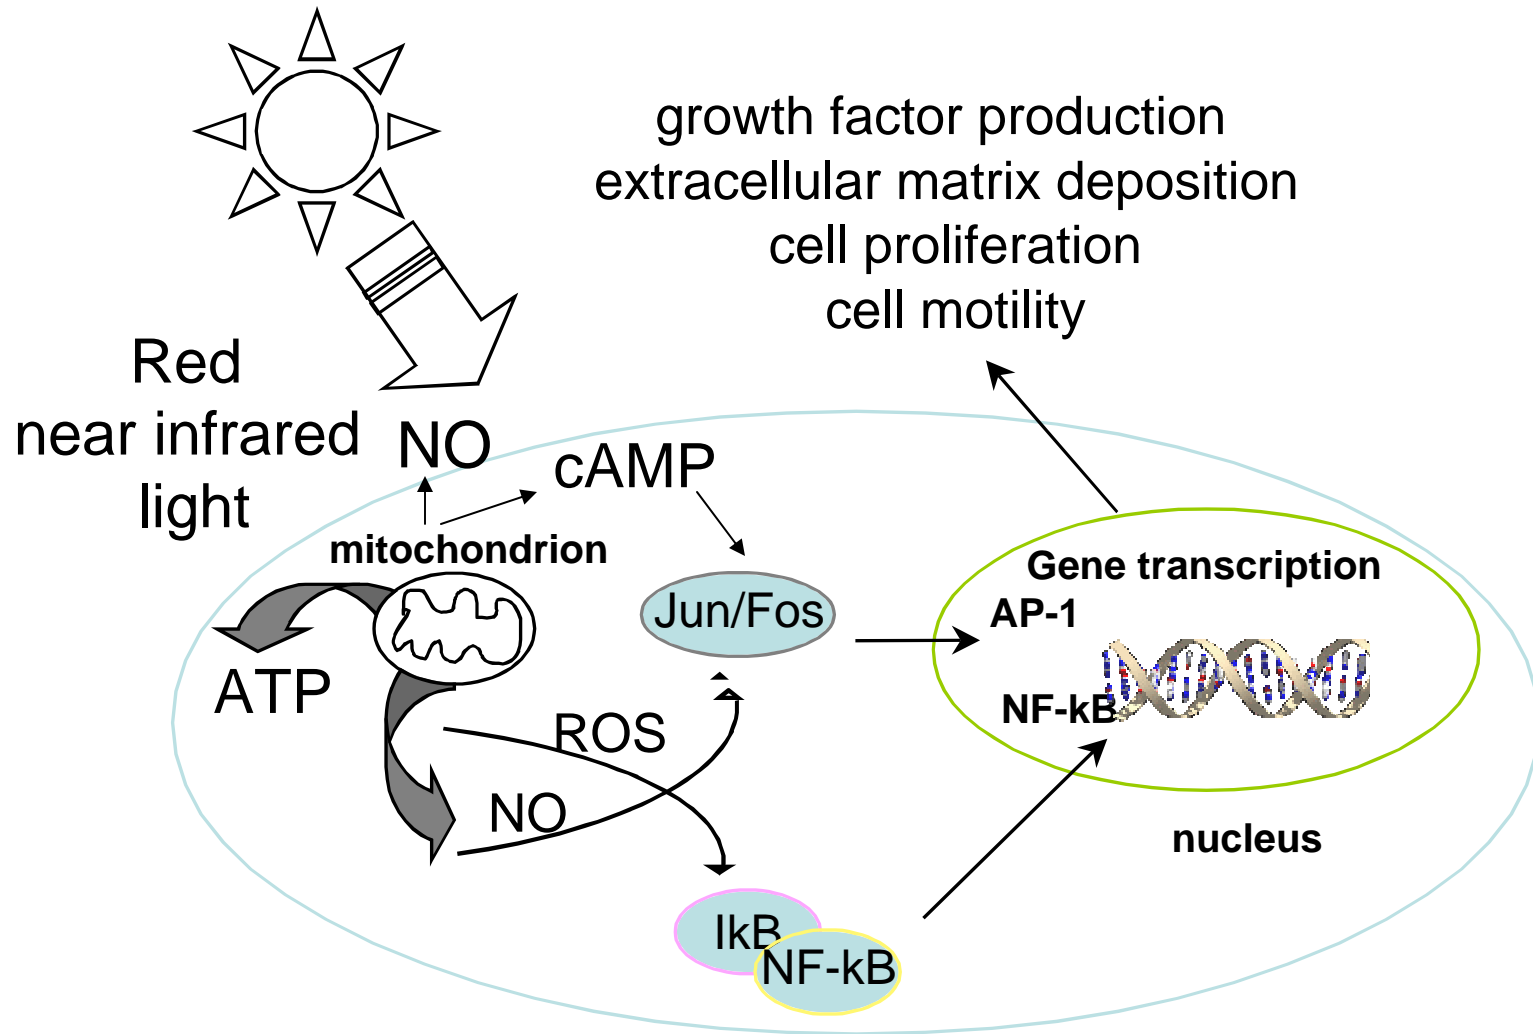 growth factor production
extracellular matrix deposition
cell proliferation
cell motility
Red
near infrared
light
NO
cAMP
mitochondrion
Jun/Fos
Gene transcription
AP-1
NF-kB
ATP
ROS
NO
nucleus
IkB
NF-kB